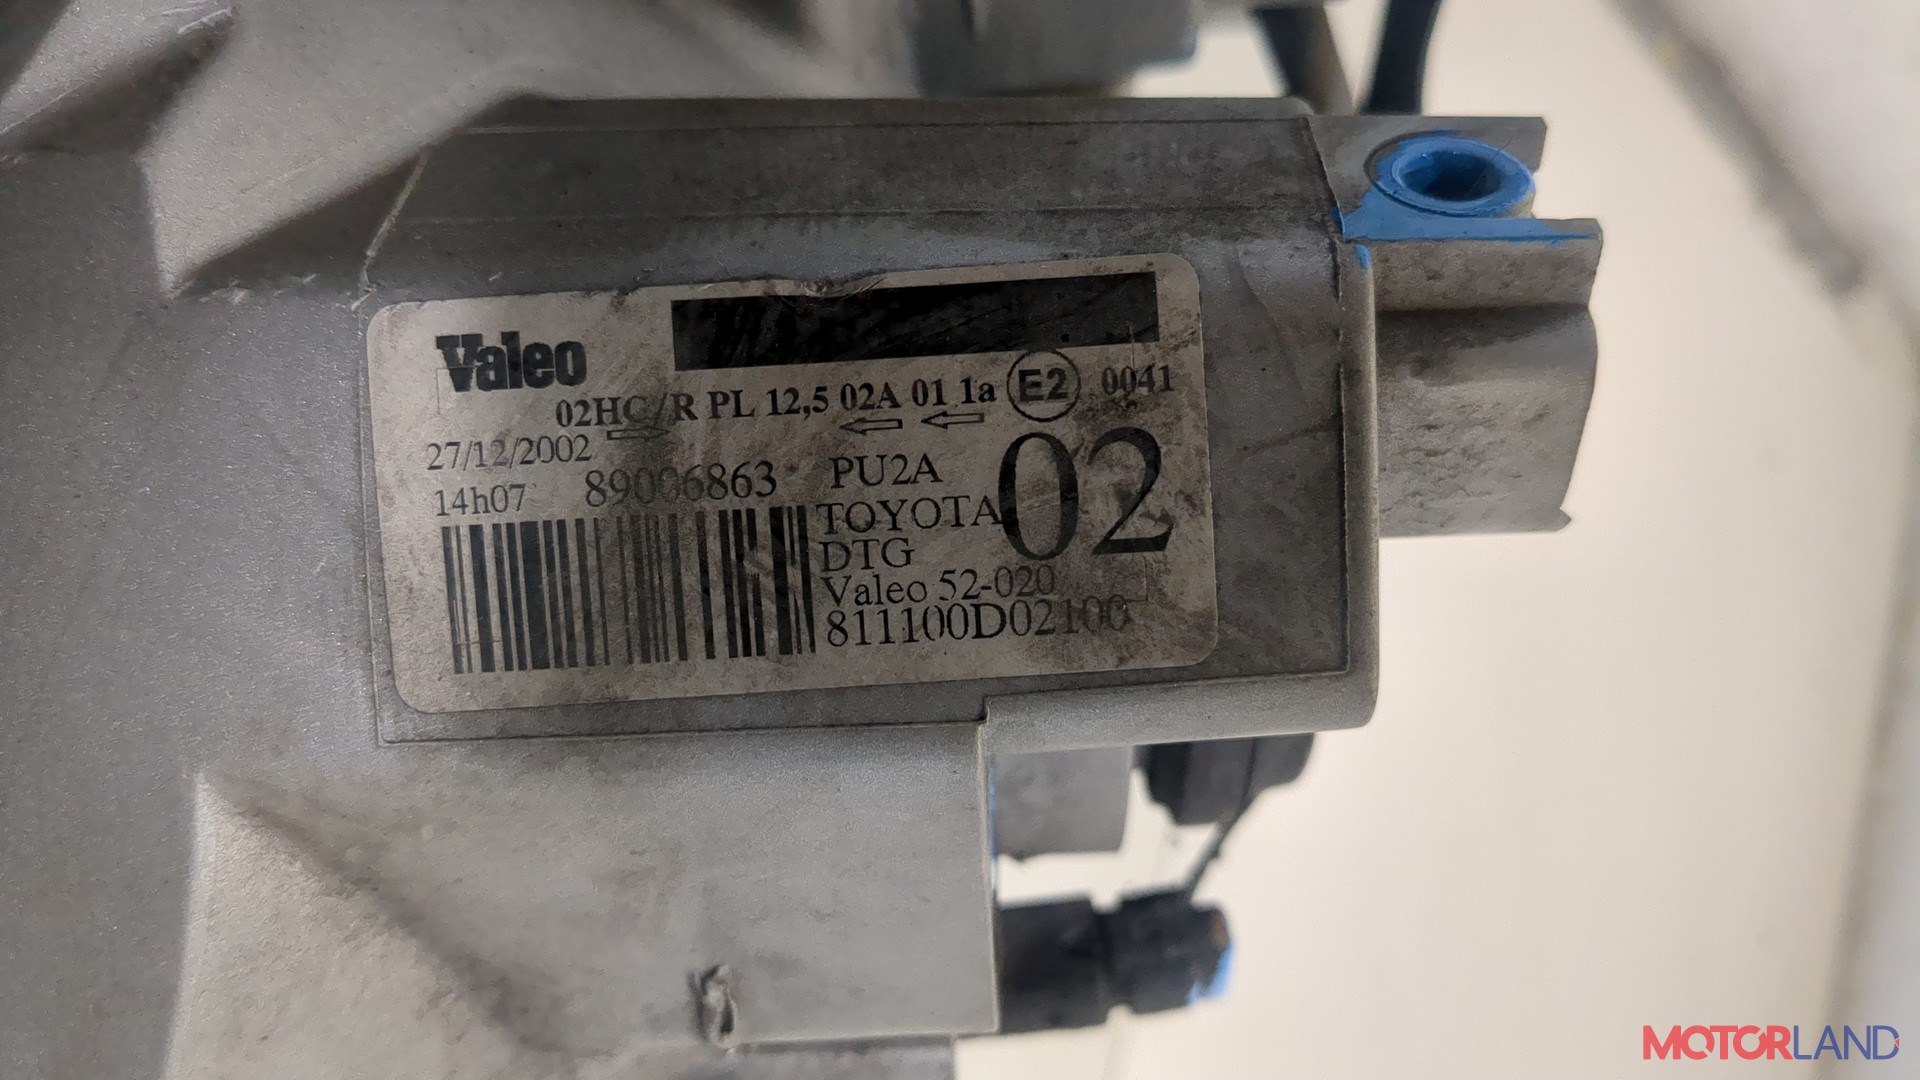 Valeo
02HC/R PL 12,5 02A 01 1a E2 0041
27/12/2002
14h07 89006863
PU2A
TOYOTA
DTG
02
Valeo 52-020
811100D02100
MOTORLAND